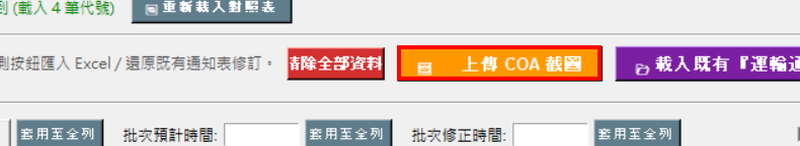 到 (載入 4 筆代號) 重新載入對照表
側按鈕匯入 Excel / 還原既有通知表修訂。 清除全部資料 上傳 COA 截圖 載入既有『運輸通
套用至全列 批次預計時間: 套用至全列 批次修正時間: 套用至全列